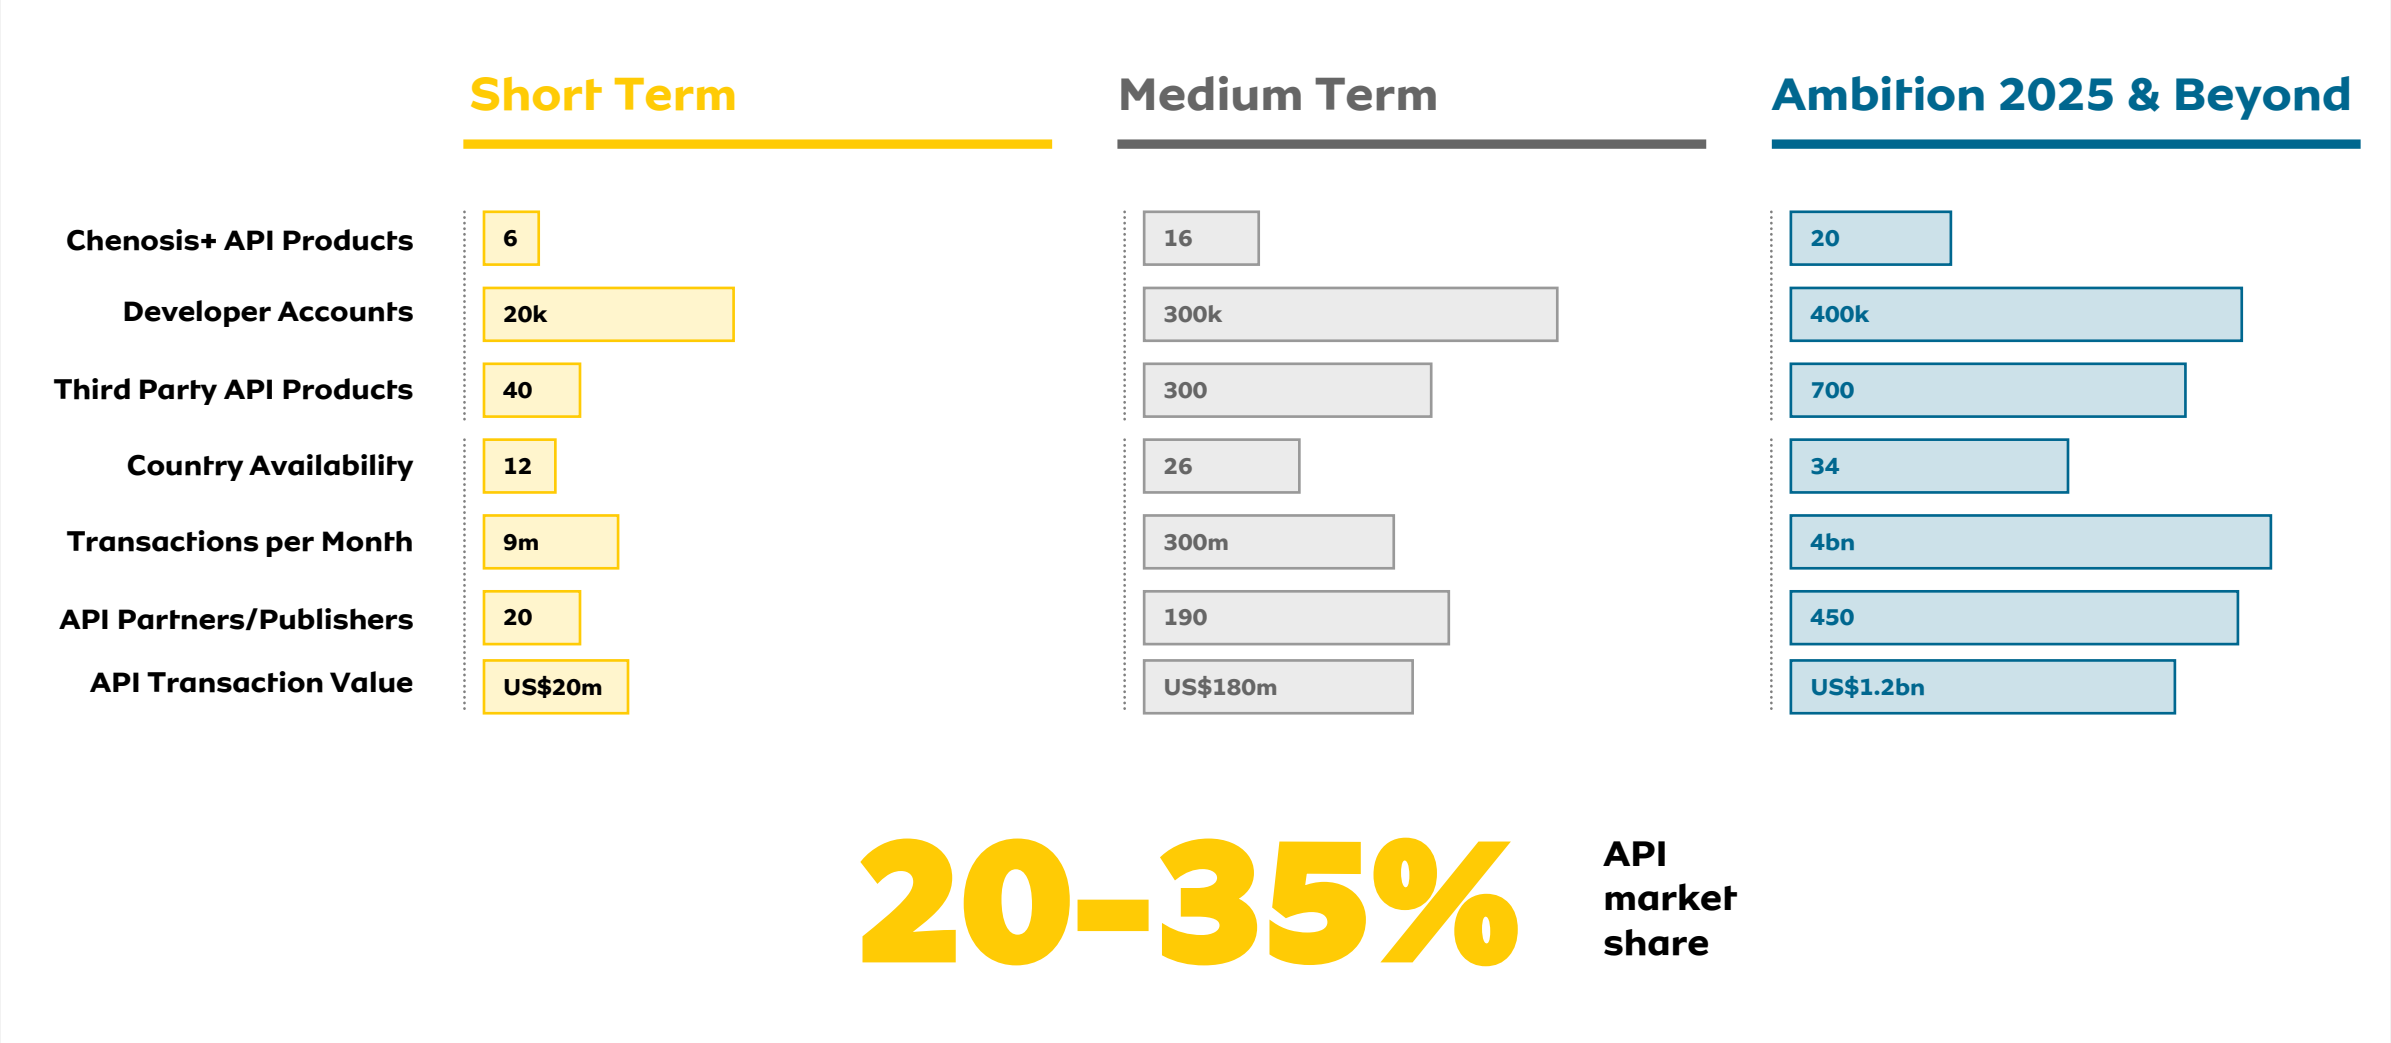 Short Term
Medium Term
Ambition 2025 & Beyond
Chenosis+ API Products
6
16
20
Developer Accounts
20k
300k
400k
Third Party API Products
40
300
700
Country Availability
12
26
34
Transactions per Month
9m
300m
4bn
API Partners/Publishers
20
190
450
API Transaction Value
US$20m
US$180m
US$1.2bn
20–35%
API
market
share